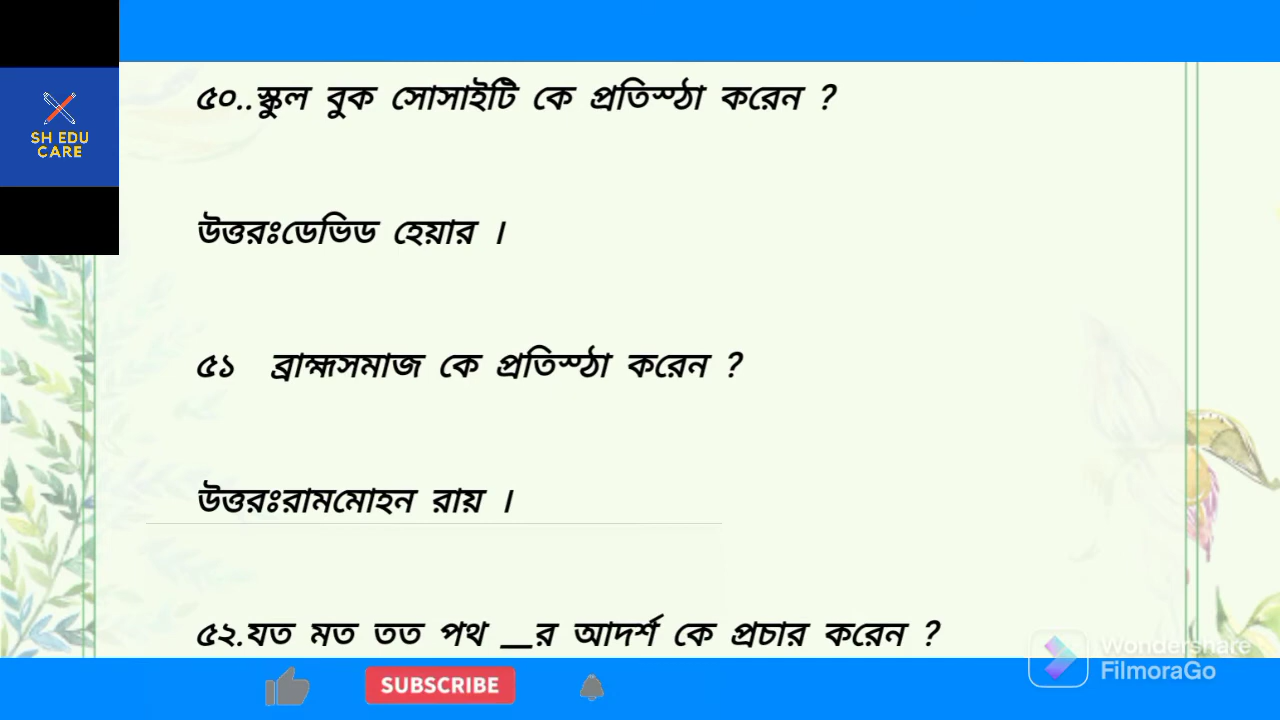 SH EDU
CARE
৫০..স্কুল বুক সোসাইটি কে প্রতিস্ঠা করেন ?
উত্তরঃডেভিড হেয়ার ।
৫১ ব্রাহ্মসমাজ কে প্রতিস্ঠা করেন ?
উত্তরঃরামমোহন রায় ।
৫২.যত মত তত পথ __র আদর্শ কে প্রচার করেন ?
SUBSCRIBE
Wondershare
FilmoraGo